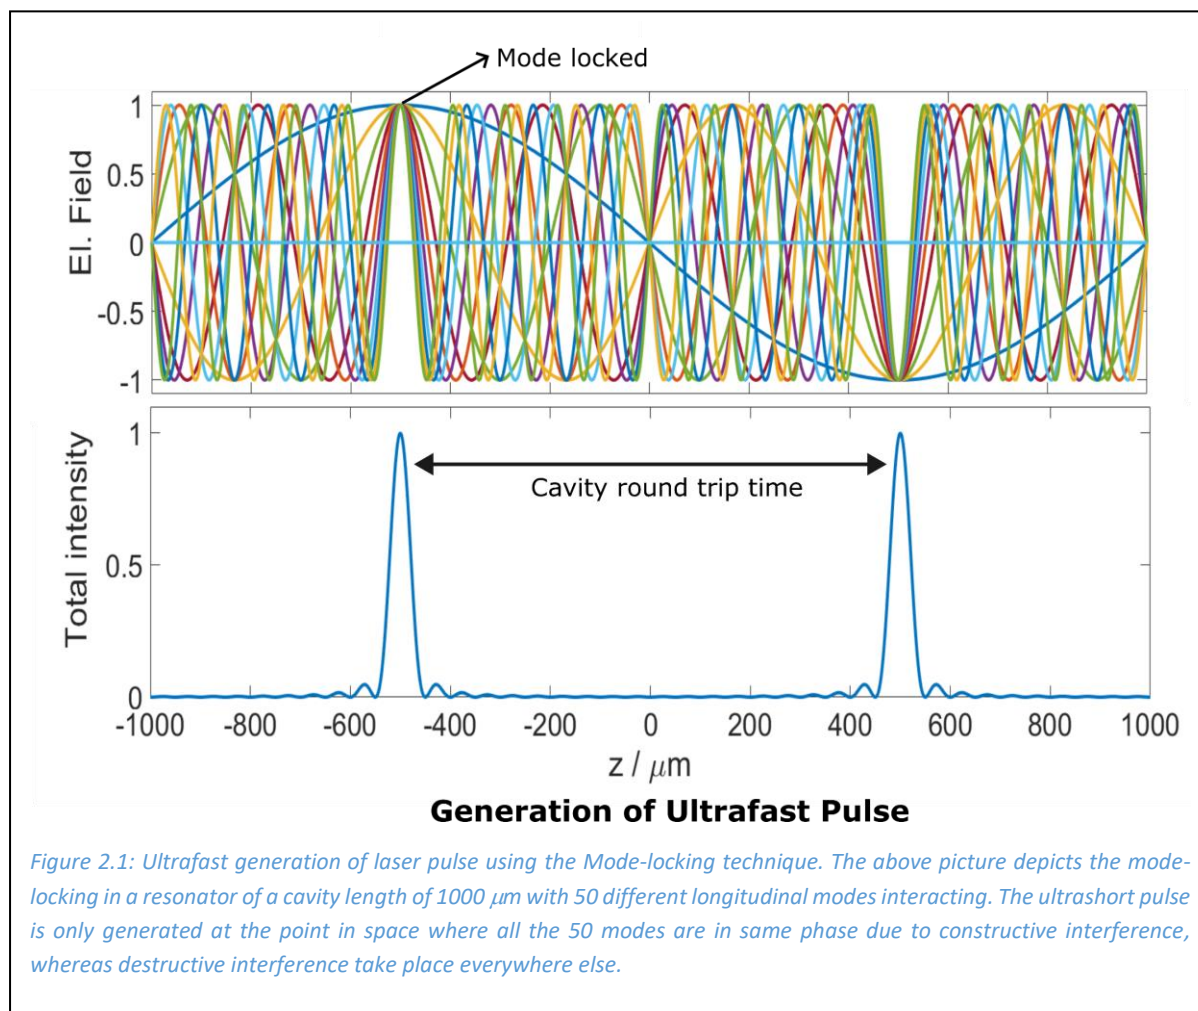 Mode locked
El. Field
1
0.5
0
-0.5
-1
Total intensity
1
0.5
0
Cavity round trip time
-1000 -800 -600 -400 -200 0 200 400 600 800 1000
z / μm
Generation of Ultrafast Pulse
Figure 2.1: Ultrafast generation of laser pulse using the Mode-locking technique. The above picture depicts the mode-
locking in a resonator of a cavity length of 1000 μm with 50 different longitudinal modes interacting. The ultrashort pulse
is only generated at the point in space where all the 50 modes are in same phase due to constructive interference,
whereas destructive interference take place everywhere else.